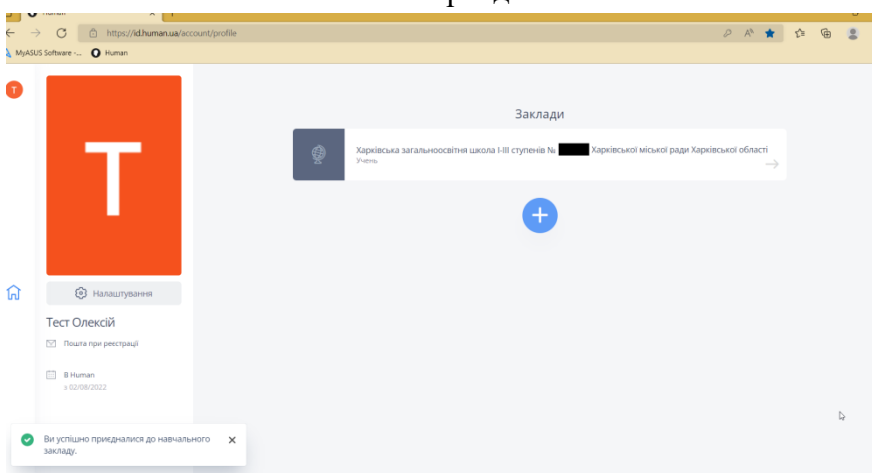 Human
https://id.human.ua/account/profile
MyASUS Software -... Human
T
T
Заклади
Харківська загальноосвітня школа І-ІІІ ступенів № Харківської міської ради Харківської області
Учень
Налаштування
Тест Олексій
Пошта при реєстрації
В Human
з 02/08/2022
Ви успішно приєдналися до навчального
закладу.